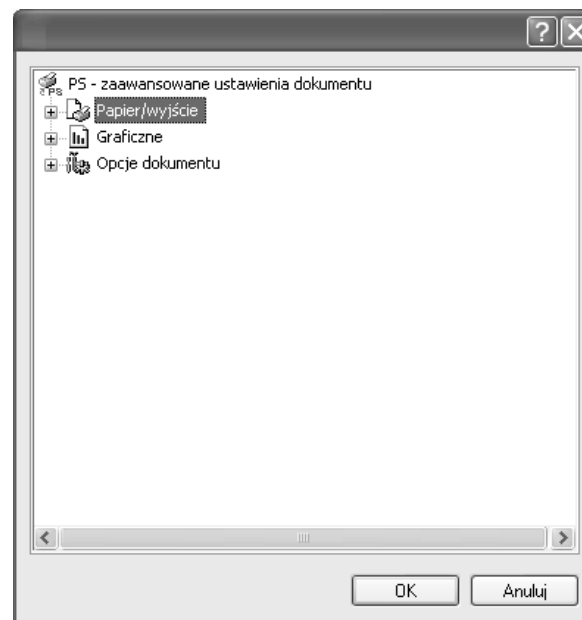 PS - zaawansowane ustawienia dokumentu
Papier/wyjście
Graficzne
Opcje dokumentu
OK
Anuluj